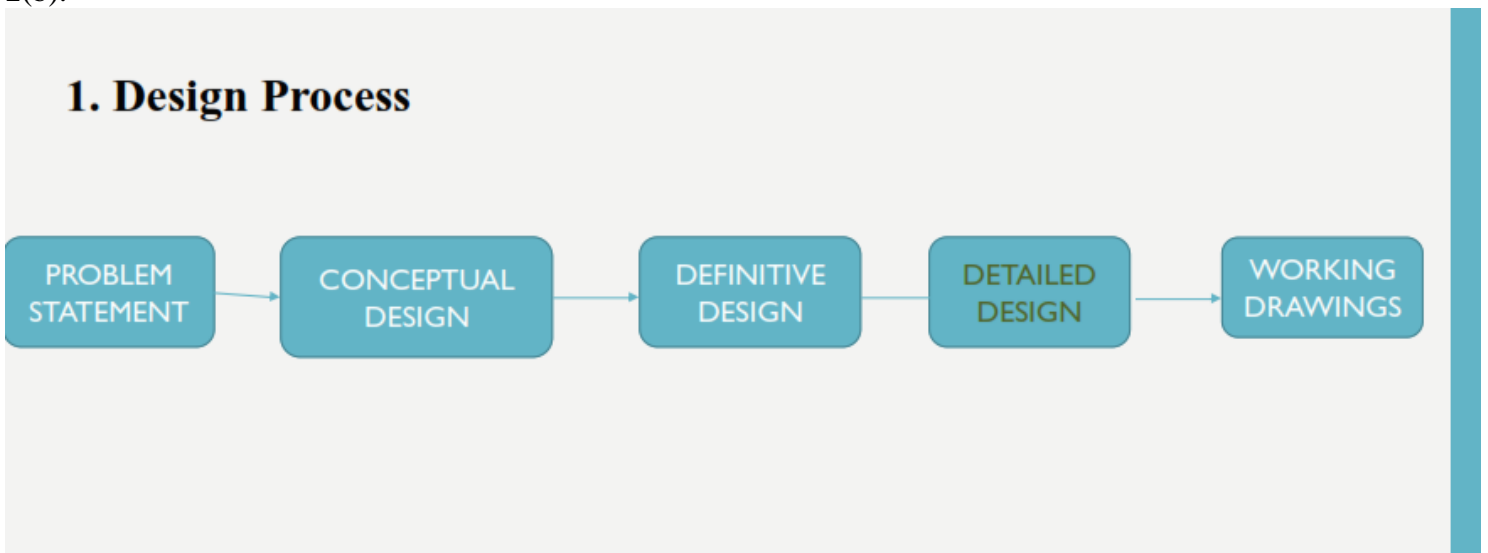 1. Design Process
PROBLEM
STATEMENT
CONCEPTUAL
DESIGN
DEFINITIVE
DESIGN
DETAILED
DESIGN
WORKING
DRAWINGS